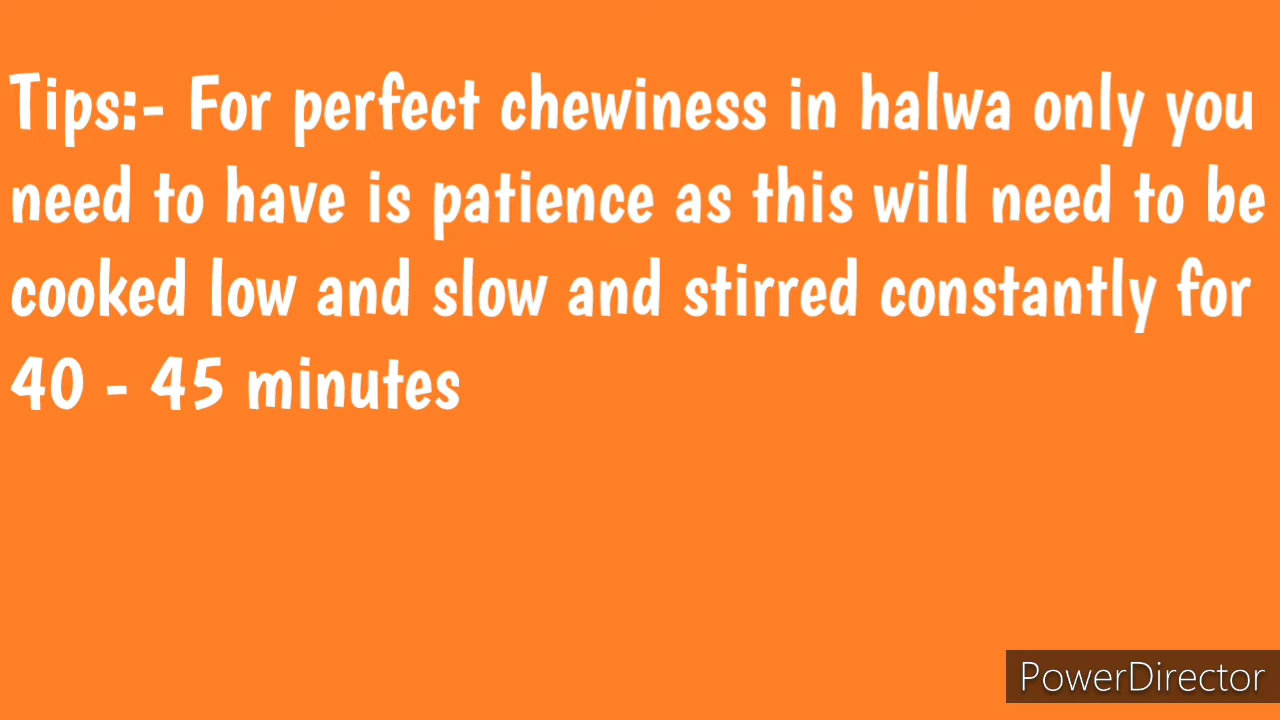 Tips:- For perfect chewiness in halwa only you
need to have is patience as this will need to be
cooked low and slow and stirred constantly for
40 - 45 minutes
PowerDirector